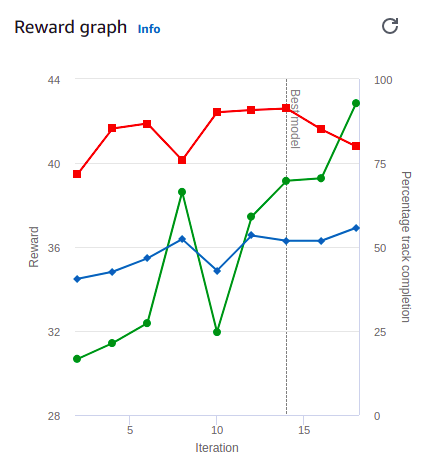 Reward graph Info
44
40
36
32
28
Reward
Best model
100
75
50
25
0
Percentage track completion
5
10
15
Iteration